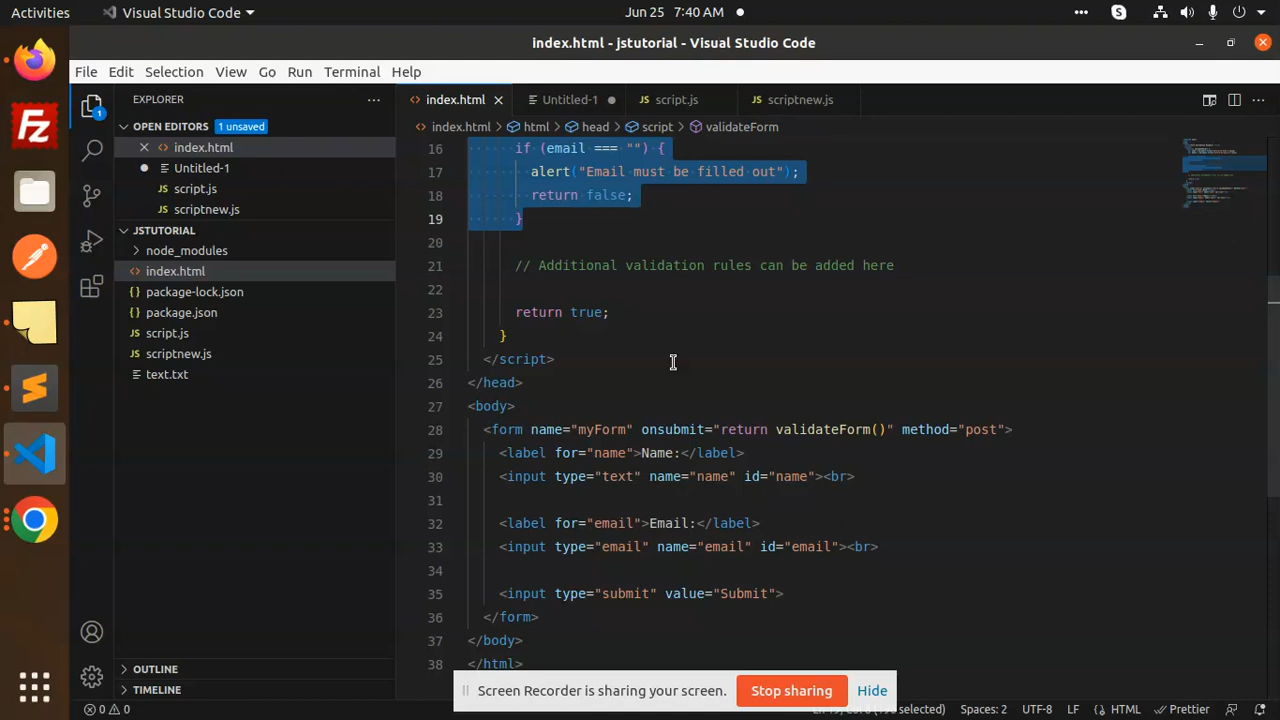 Activities
Visual Studio Code
Jun 25 7:40 AM
index.html - jstutorial - Visual Studio Code
File Edit Selection View Go Run Terminal Help
EXPLORER
index.html
Untitled-1
script.js
scriptnew.js
index.html > html > head > script > validateForm
OPEN EDITORS 1 unsaved
index.html
Untitled-1
script.js
scriptnew.js
JSTUTORIAL
node_modules
index.html
package-lock.json
package.json
script.js
scriptnew.js
text.txt
OUTLINE
TIMELINE
16 if (email === "") {
17 alert("Email must be filled out");
18 return false;
19 }
20
21 // Additional validation rules can be added here
22
23 return true;
24 }
25 </script>
26 </head>
27 <body>
28 <form name="myForm" onsubmit="return validateForm()" method="post">
29 <label for="name">Name:</label>
30 <input type="text" name="name" id="name"><br>
31
32 <label for="email">Email:</label>
33 <input type="email" name="email" id="email"><br>
34
35 <input type="submit" value="Submit">
36 </form>
37 </body>
38 </html>
Screen Recorder is sharing your screen. Stop sharing Hide
0 0 selected) Spaces: 2 UTF-8 LF HTML Prettier